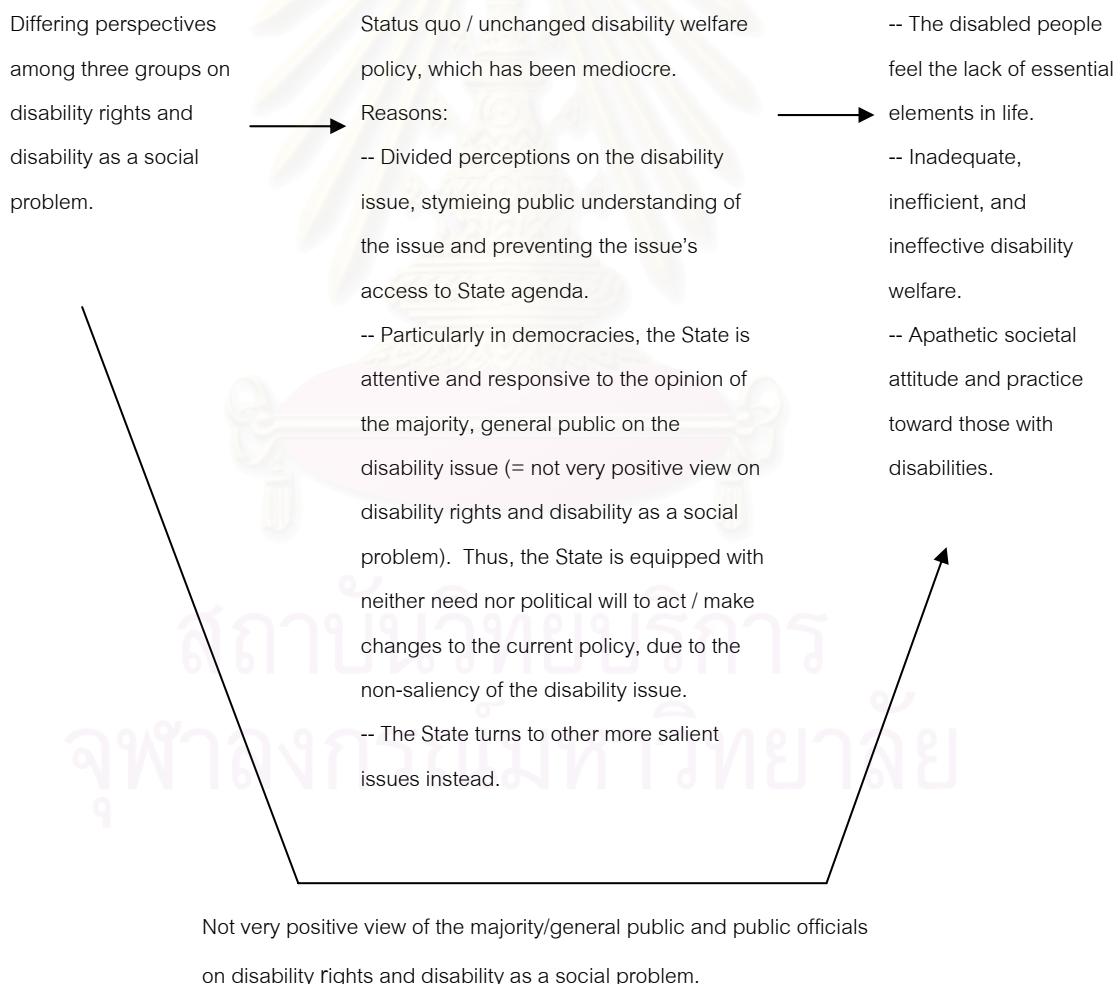 Differing perspectives
among three groups on
disability rights and
disability as a social
problem.
Status quo / unchanged disability welfare
policy, which has been mediocre.
Reasons:
-- Divided perceptions on the disability
issue, stymieing public understanding of
the issue and preventing the issue’s
access to State agenda.
-- Particularly in democracies, the State is
attentive and responsive to the opinion of
the majority, general public on the
disability issue (= not very positive view on
disability rights and disability as a social
problem).  Thus, the State is equipped with
neither need nor political will to act / make
changes to the current policy, due to the
non-saliency of the disability issue.
-- The State turns to other more salient
issues instead.
-- The disabled people
feel the lack of essential
elements in life.
-- Inadequate,
inefficient, and
ineffective disability
welfare.
-- Apathetic societal
attitude and practice
toward those with
disabilities.
Not very positive view of the majority/general public and public officials
on disability rights and disability as a social problem.
สถาบันวิทยบริการ
จุฬาลงกรณ์มหาวิทยาลัย